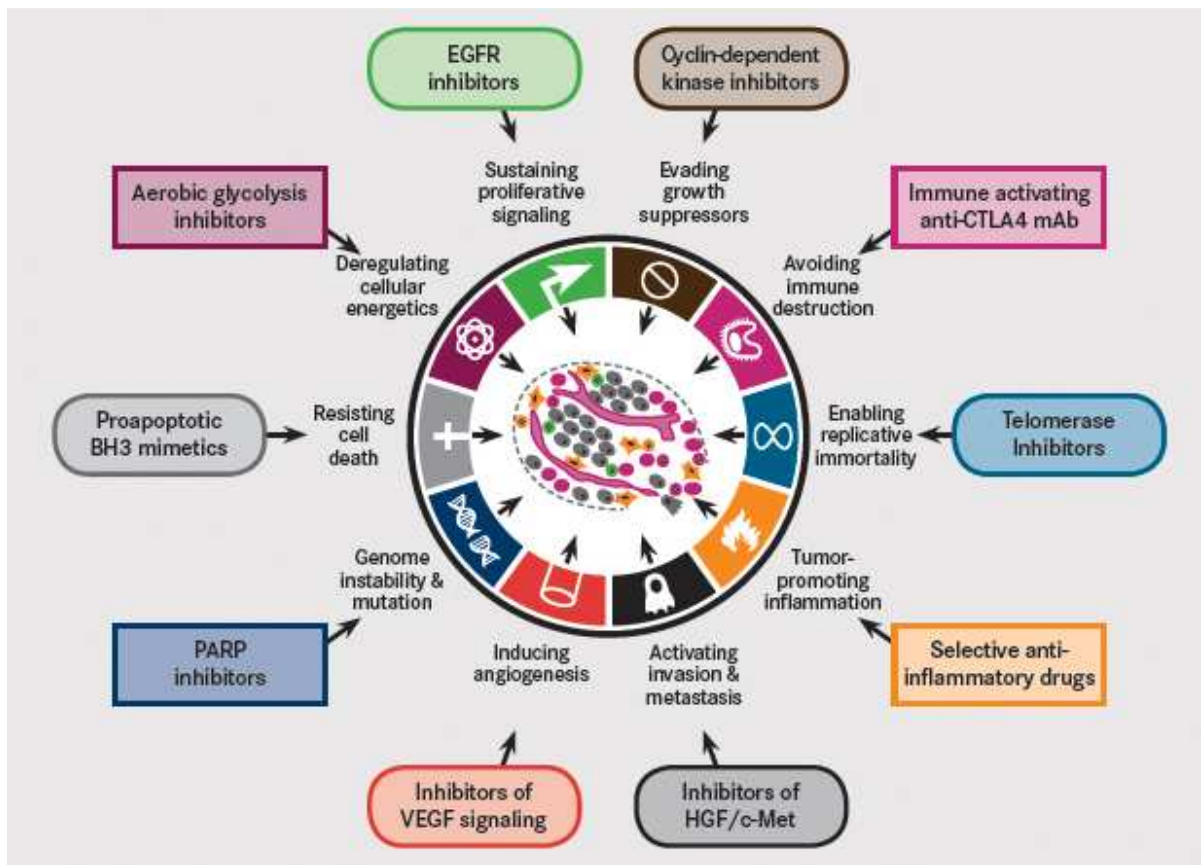 EGFR
inhibitors
Cyclin-dependent
kinase inhibitors
Sustaining
proliferative
signaling
Evading
growth
suppressors
Aerobic glycolysis
inhibitors
Immune activating
anti-CTLA4 mAb
Deregulating
cellular
energetics
Avoiding
immune
destruction
Proapoptotic
BH3 mimetics
Resisting
cell
death
Enabling
replicative
immortality
Telomerase
Inhibitors
Genome
instability &
mutation
Tumor-
promoting
inflammation
PARP
inhibitors
Inducing
angiogenesis
Activating
invasion &
metastasis
Selective anti-
inflammatory drugs
Inhibitors of
VEGF signaling
Inhibitors of
HGF/c-Met